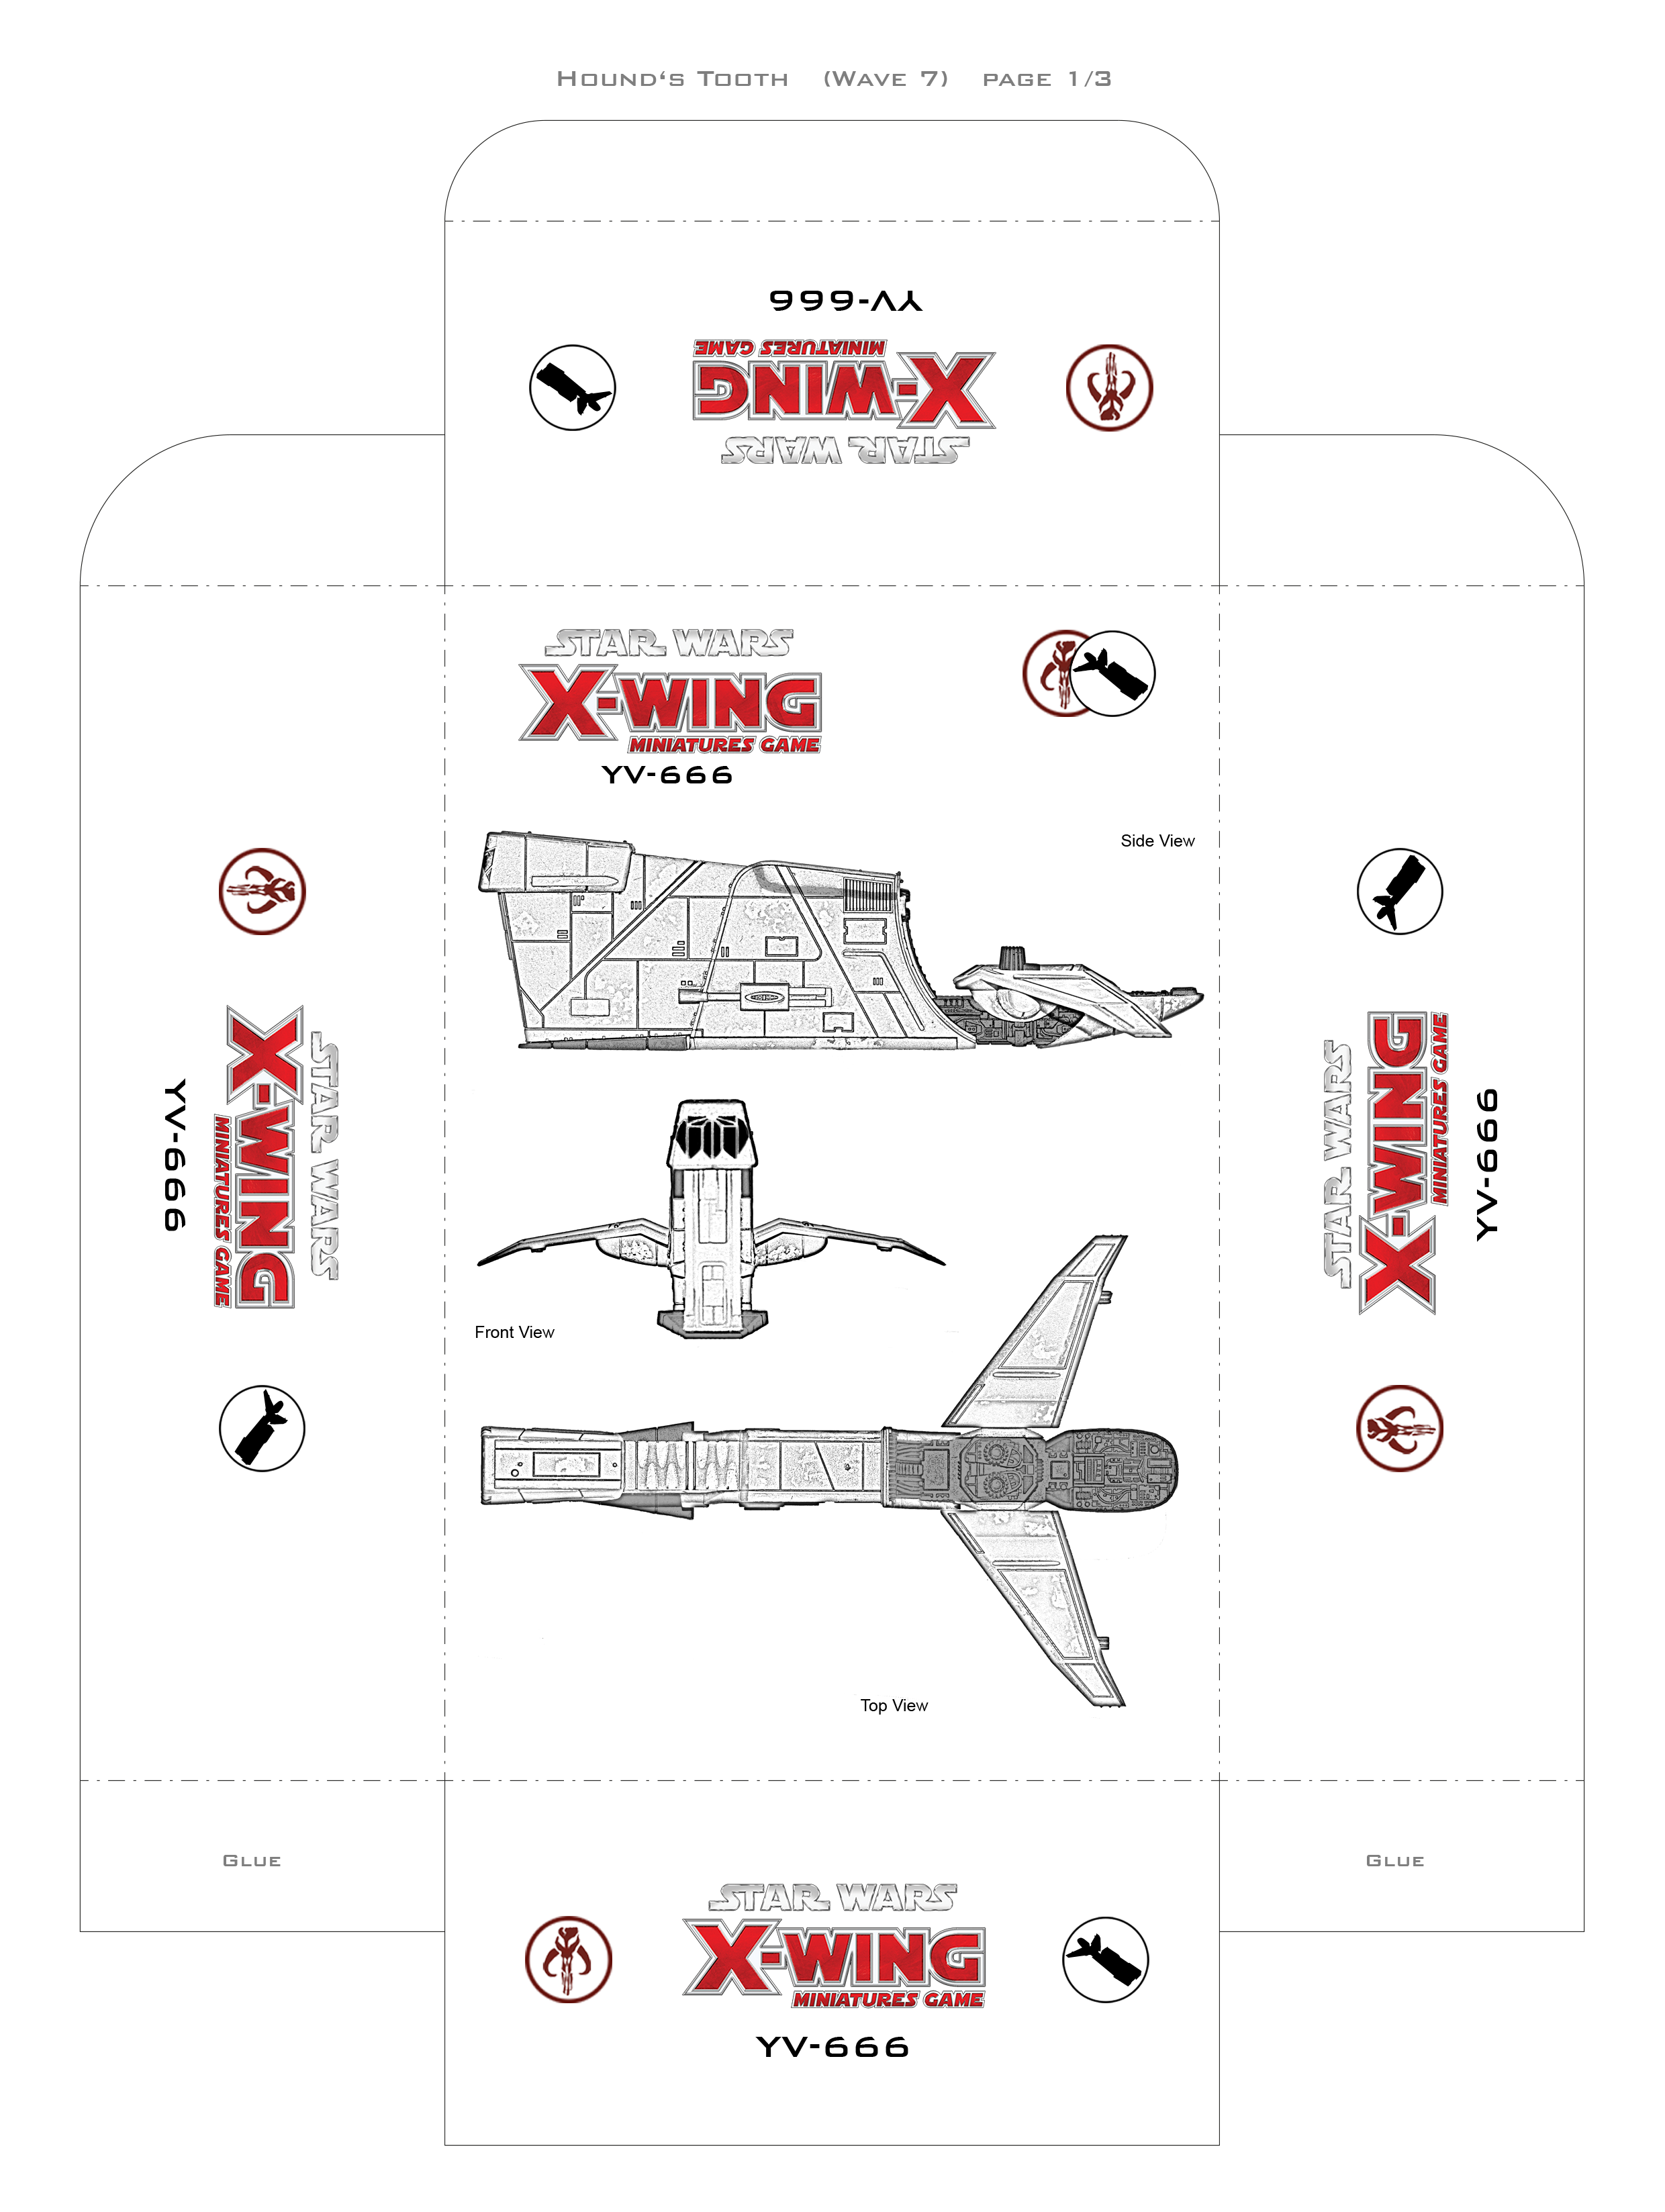 HOUND‘S TOOTH (WAVE 7) PAGE 1/3
YV-666
X-WING
MINIATURES GAME
STAR WARS
STAR WARS
X-WING
MINIATURES GAME
YV-666
Side View
STAR WARS
X-WING
MINIATURES GAME
YV-666
STAR WARS
X-WING
MINIATURES GAME
YV-666
Front View
Top View
GLUE
GLUE
STAR WARS
X-WING
MINIATURES GAME
YV-666